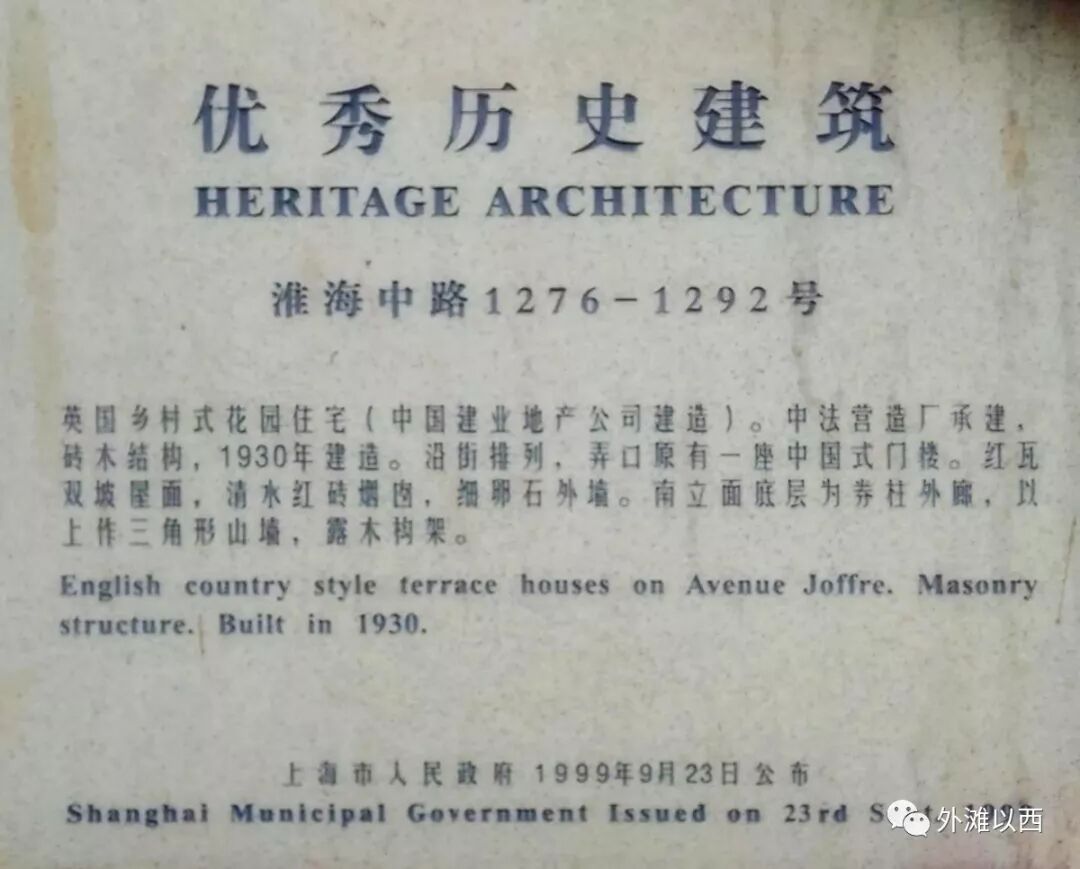 优秀历史建筑
HERITAGE ARCHITECTURE
淮海中路1276-1292号
英国乡村式花园住宅(中国建业地产公司建造)。中法营造厂承建,
砖木结构,1930年建造。沿街排列,弄口原有一座中国式门楼。红瓦
双坡屋面,清水红砖烟囱,细卵石外墙。南立面底层为券柱外廊,以
上作三角形山墙,露木构架。
English country style terrace houses on Avenue Joffre. Masonry
structure. Built in 1930.
上海市人民政府 1999年9月23日公布
Shanghai Municipal Government Issued on 23rd
外滩以西